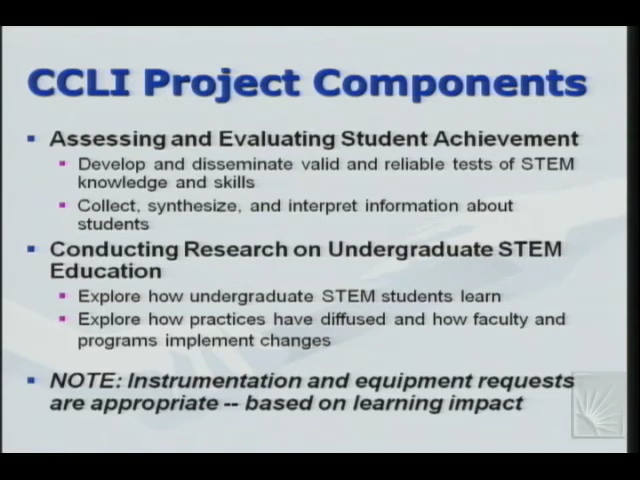 CCLI Project Components
Assessing and Evaluating Student Achievement
Develop and disseminate valid and reliable tests of STEM
knowledge and skills
Collect, synthesize, and interpret information about
students
Conducting Research on Undergraduate STEM
Education
Explore how undergraduate STEM students learn
Explore how practices have diffused and how faculty and
programs implement changes
NOTE: Instrumentation and equipment requests
are appropriate -- based on learning impact